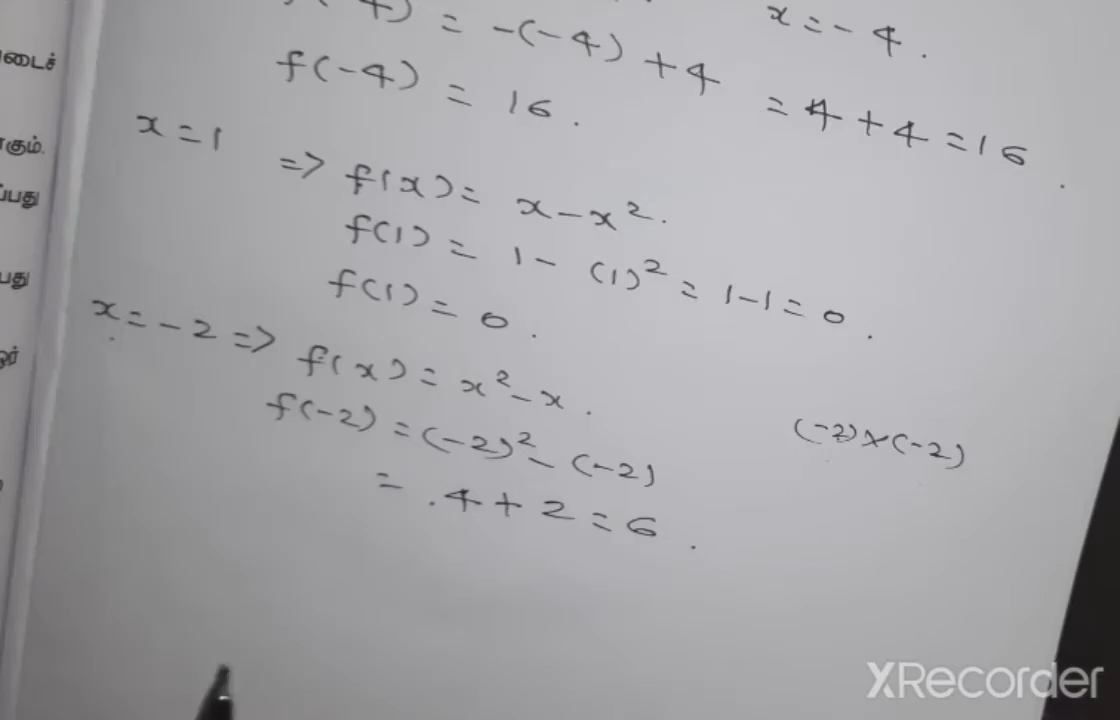 x = -4.
= -(-4) + 4 = 4 + 4 = 16.
f(-4) = 16.
x = 1 => f(x) = x - x².
f(1) = 1 - (1)² = 1 - 1 = 0.
f(1) = 0.
x = -2 => f(x) = x² - x.
f(-2) = (-2)² - (-2)
(-2) × (-2)
= 4 + 2 = 6.
XRecorder